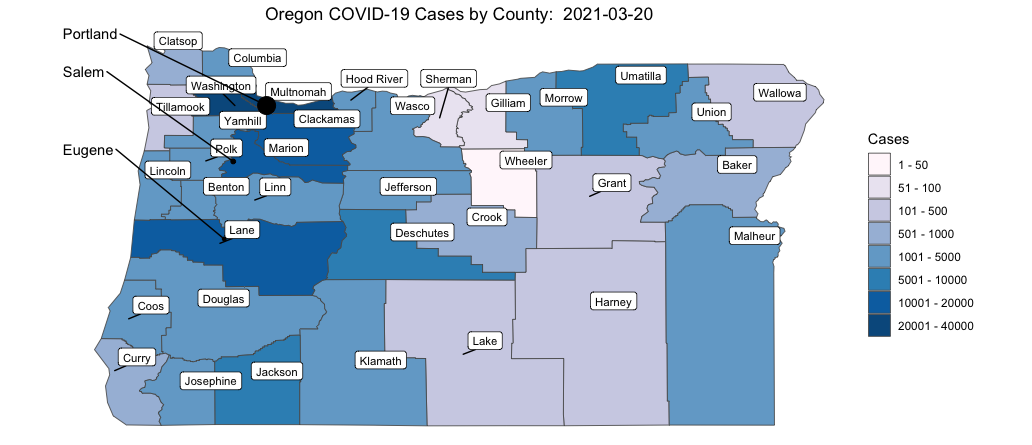 Oregon COVID-19 Cases by County:  2021-03-20
Portland
Salem
Eugene
Clatsop
Columbia
Washington
Multnomah
Hood River
Sherman
Umatilla
Wallowa
Tillamook
Yamhill
Clackamas
Wasco
Gilliam
Morrow
Union
Polk
Marion
Wheeler
Baker
Lincoln
Benton
Linn
Jefferson
Grant
Crook
Lane
Deschutes
Malheur
Coos
Douglas
Harney
Curry
Josephine
Jackson
Klamath
Lake
Cases
1 - 50
51 - 100
101 - 500
501 - 1000
1001 - 5000
5001 - 10000
10001 - 20000
20001 - 40000